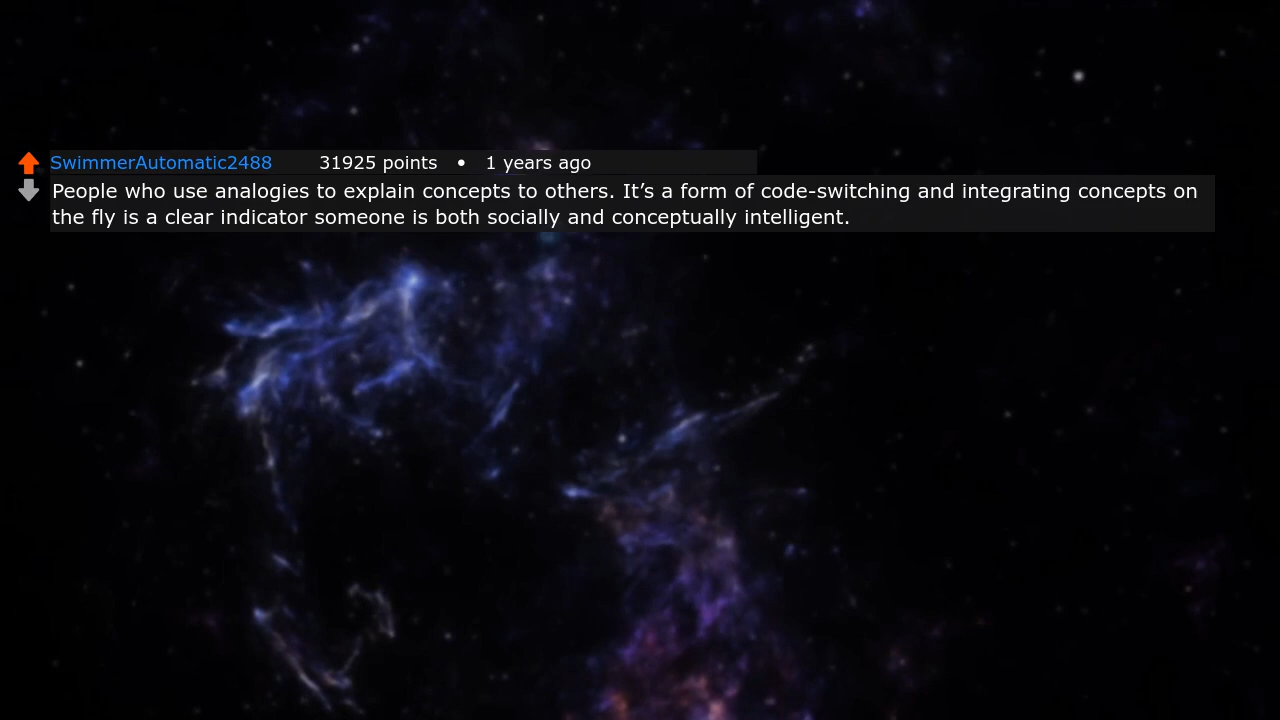 SwimmerAutomatic2488 31925 points • 1 years ago
People who use analogies to explain concepts to others. It’s a form of code-switching and integrating concepts on
the fly is a clear indicator someone is both socially and conceptually intelligent.